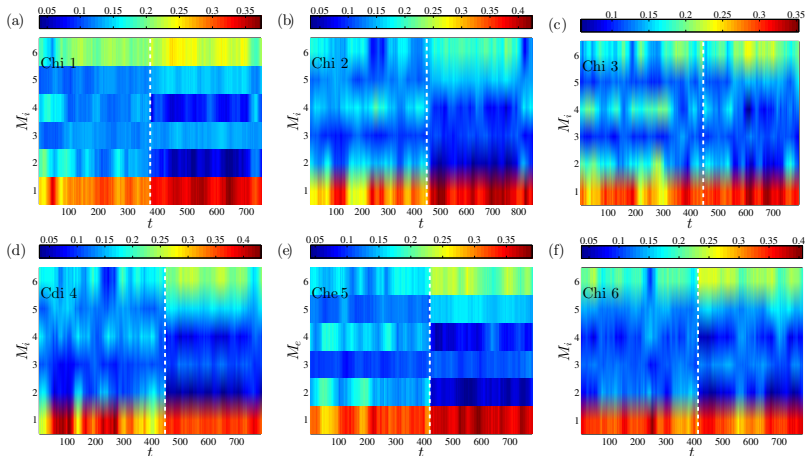 (a) 0.05 0.1 0.15 0.2 0.25 0.3 0.35
Chi 1
M_i
6
5
4
3
2
1
100 200 300 400 500 600 700
t
(b) 0.05 0.1 0.15 0.2 0.25 0.3 0.35 0.4
Chi 2
M_i
6
5
4
3
2
1
100 200 300 400 500 600 700 800
t
(c) 0.1 0.15 0.2 0.25 0.3 0.35
Chi 3
M_i
6
5
4
3
2
1
100 200 300 400 500 600 700
t
(d) 0.05 0.1 0.15 0.2 0.25 0.3 0.35 0.4
Cdi 4
M_i
6
5
4
3
2
1
100 200 300 400 500 600 700
t
(e) 0.05 0.1 0.15 0.2 0.25 0.3 0.35
Che 5
M_e
6
5
4
3
2
1
100 200 300 400 500 600 700
t
(f) 0.05 0.1 0.15 0.2 0.25 0.3 0.35 0.4
Chi 6
M_i
6
5
4
3
2
1
100 200 300 400 500 600 700 800
t